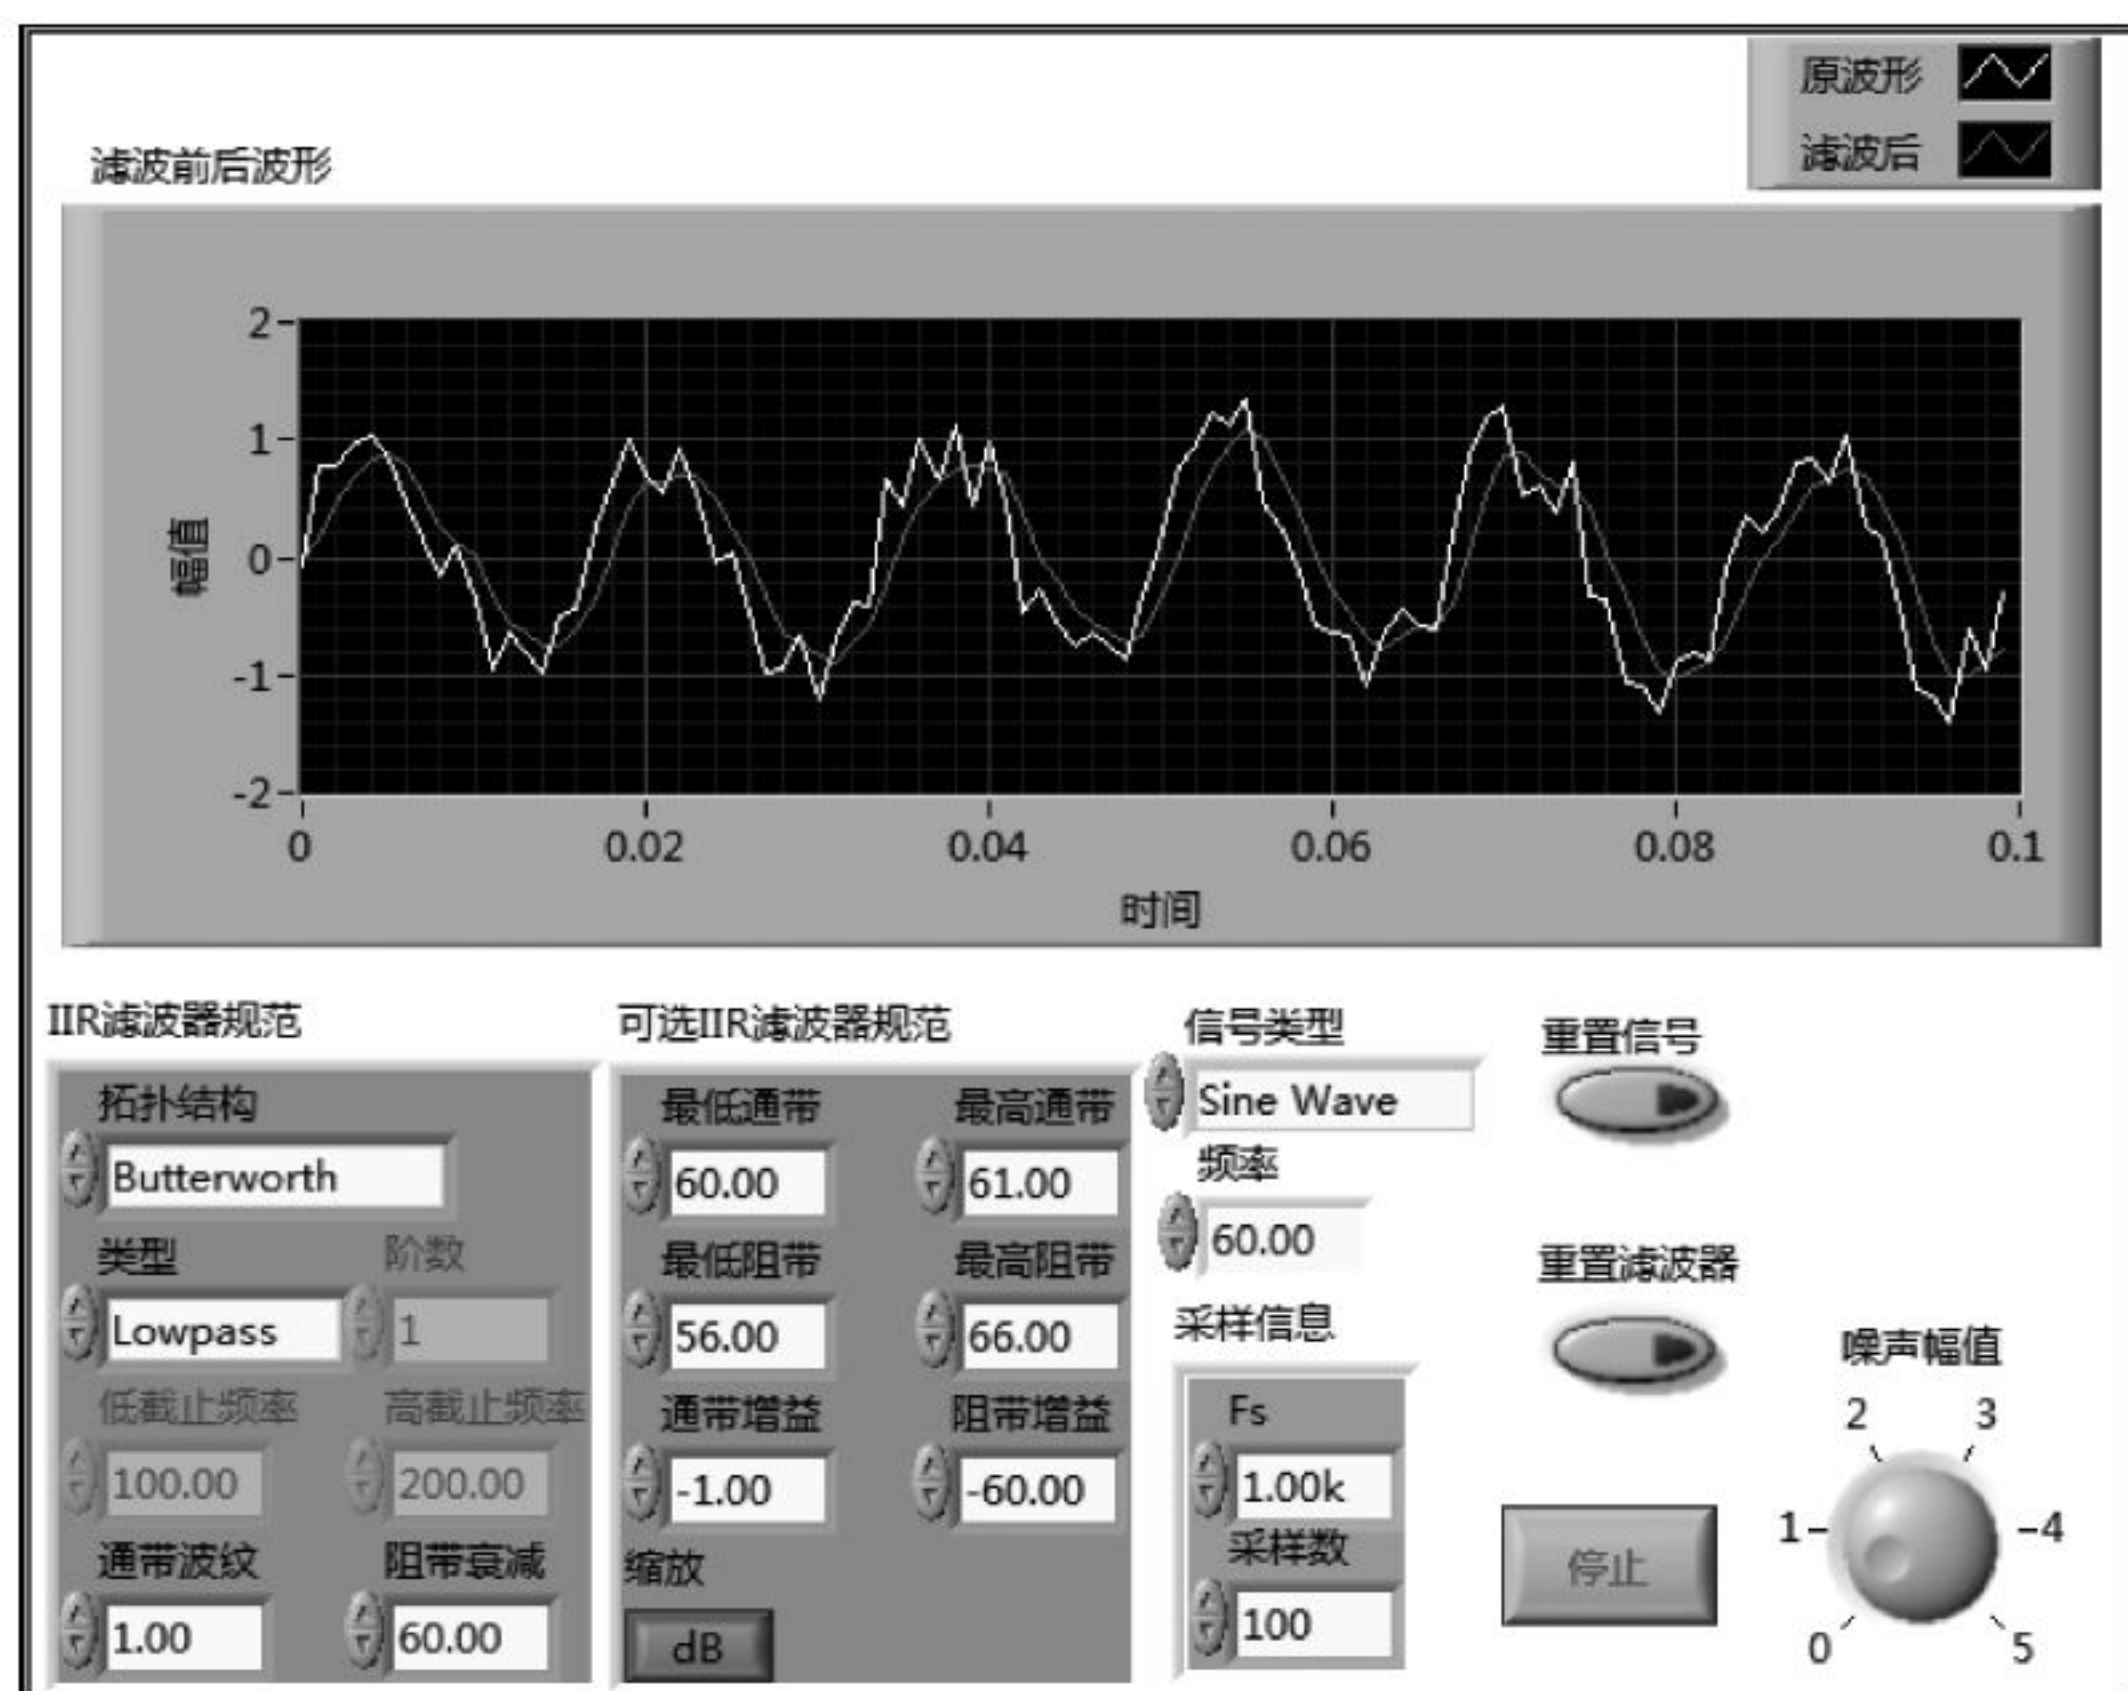 原波形
滤波后
滤波前后波形
2
1
0
-1
-2
幅值
0 0.02 0.04 0.06 0.08 0.1
时间
IIR滤波器规范
拓扑结构
Butterworth
类型 阶数
Lowpass 1
低截止频率 高截止频率
100.00 200.00
通带波纹 阻带衰减
1.00 60.00
可选IIR滤波器规范
最低通带 最高通带
60.00 61.00
最低阻带 最高阻带
56.00 66.00
通带增益 阻带增益
-1.00 -60.00
缩放
dB
信号类型
Sine Wave
频率
60.00
采样信息
Fs
1.00k
采样数
100
重置信号
重置滤波器
停止
噪声幅值
2 3
1 4
0 5